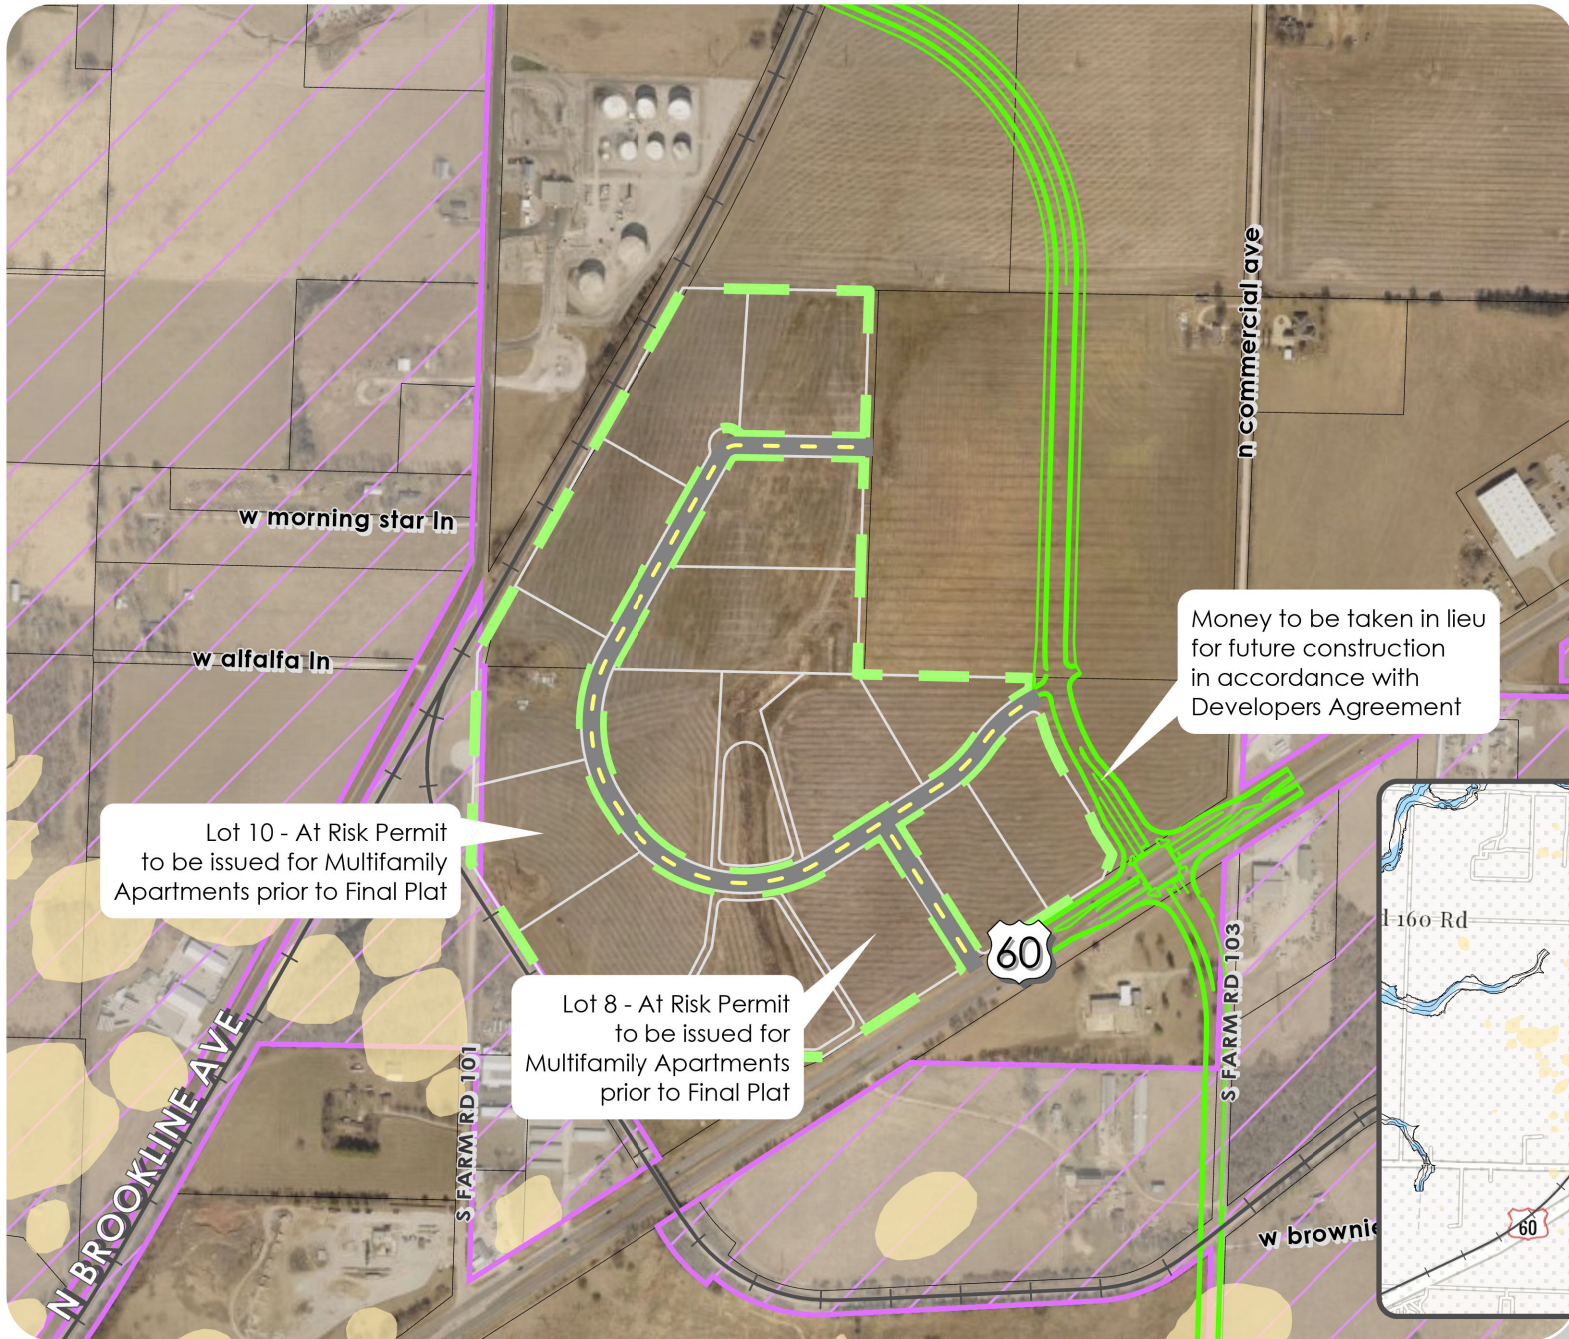 n commercial ave
w morning star ln
w alfalfa ln
Money to be taken in lieu
for future construction
in accordance with
Developers Agreement
Lot 10 - At Risk Permit
to be issued for Multifamily
Apartments prior to Final Plat
60
Lot 8 - At Risk Permit
to be issued for
Multifamily Apartments
prior to Final Plat
S FARM RD 103
S FARM RD 101
N BROOKLINE AVE
w brownie
160 Rd
60